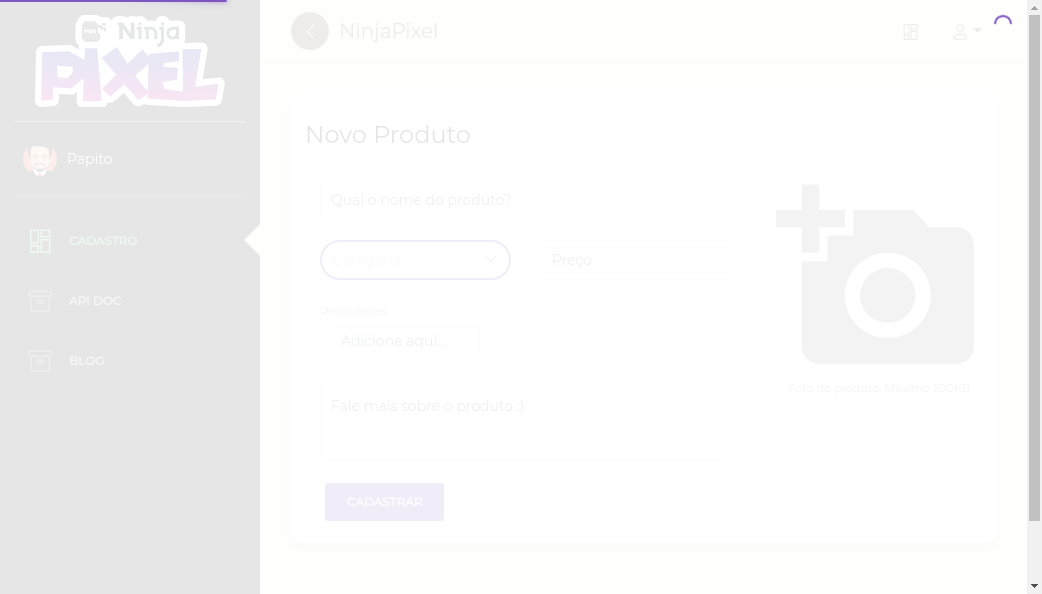 Ninja
PIXEL
NinjaPixel
Papito
CADASTRO
API DOC
BLOG
Novo Produto
Qual o nome do produto?
Categoria
Preço
Produtores
Adicione aqui...
Fale mais sobre o produto :)
CADASTRAR
Foto do produto. Máximo 200KB